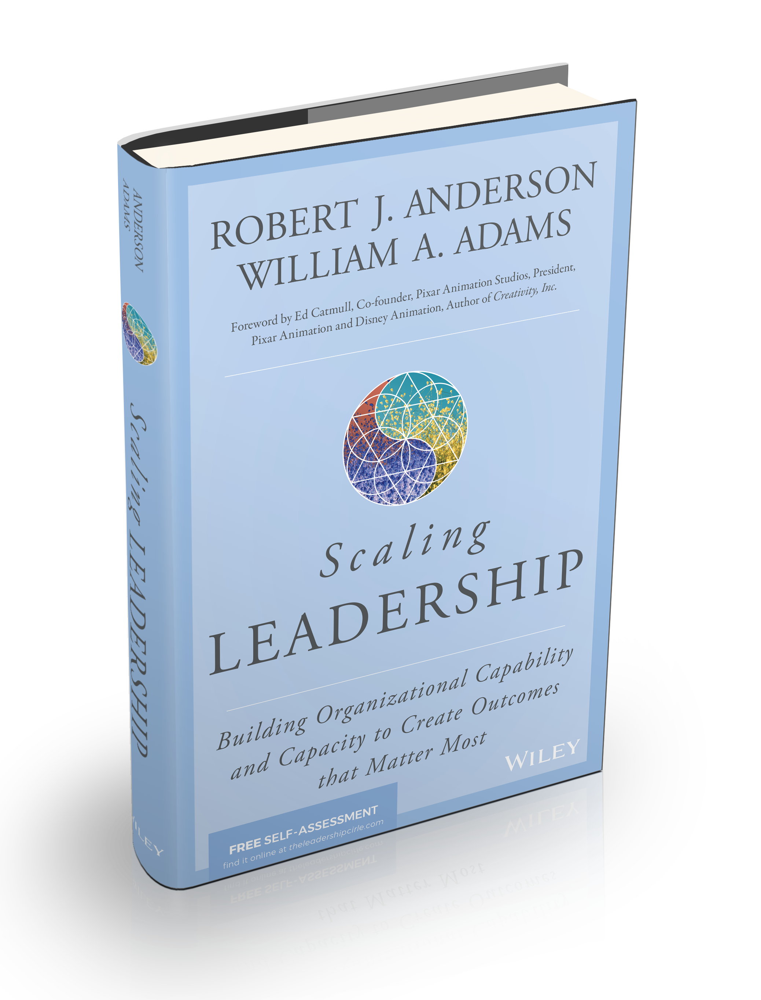 ROBERT J. ANDERSON
WILLIAM A. ADAMS
Foreword by Ed Catmull, Co-founder, Pixar Animation Studios, President,
Pixar Animation and Disney Animation, Author of Creativity, Inc.
Scaling
LEADERSHIP
Building Organizational Capability
and Capacity to Create Outcomes
that Matter Most
WILEY
FREE SELF-ASSESSMENT
find it online at theleadershipcirle.com
ANDERSON
ADAMS
Scaling LEADERSHIP
WILEY